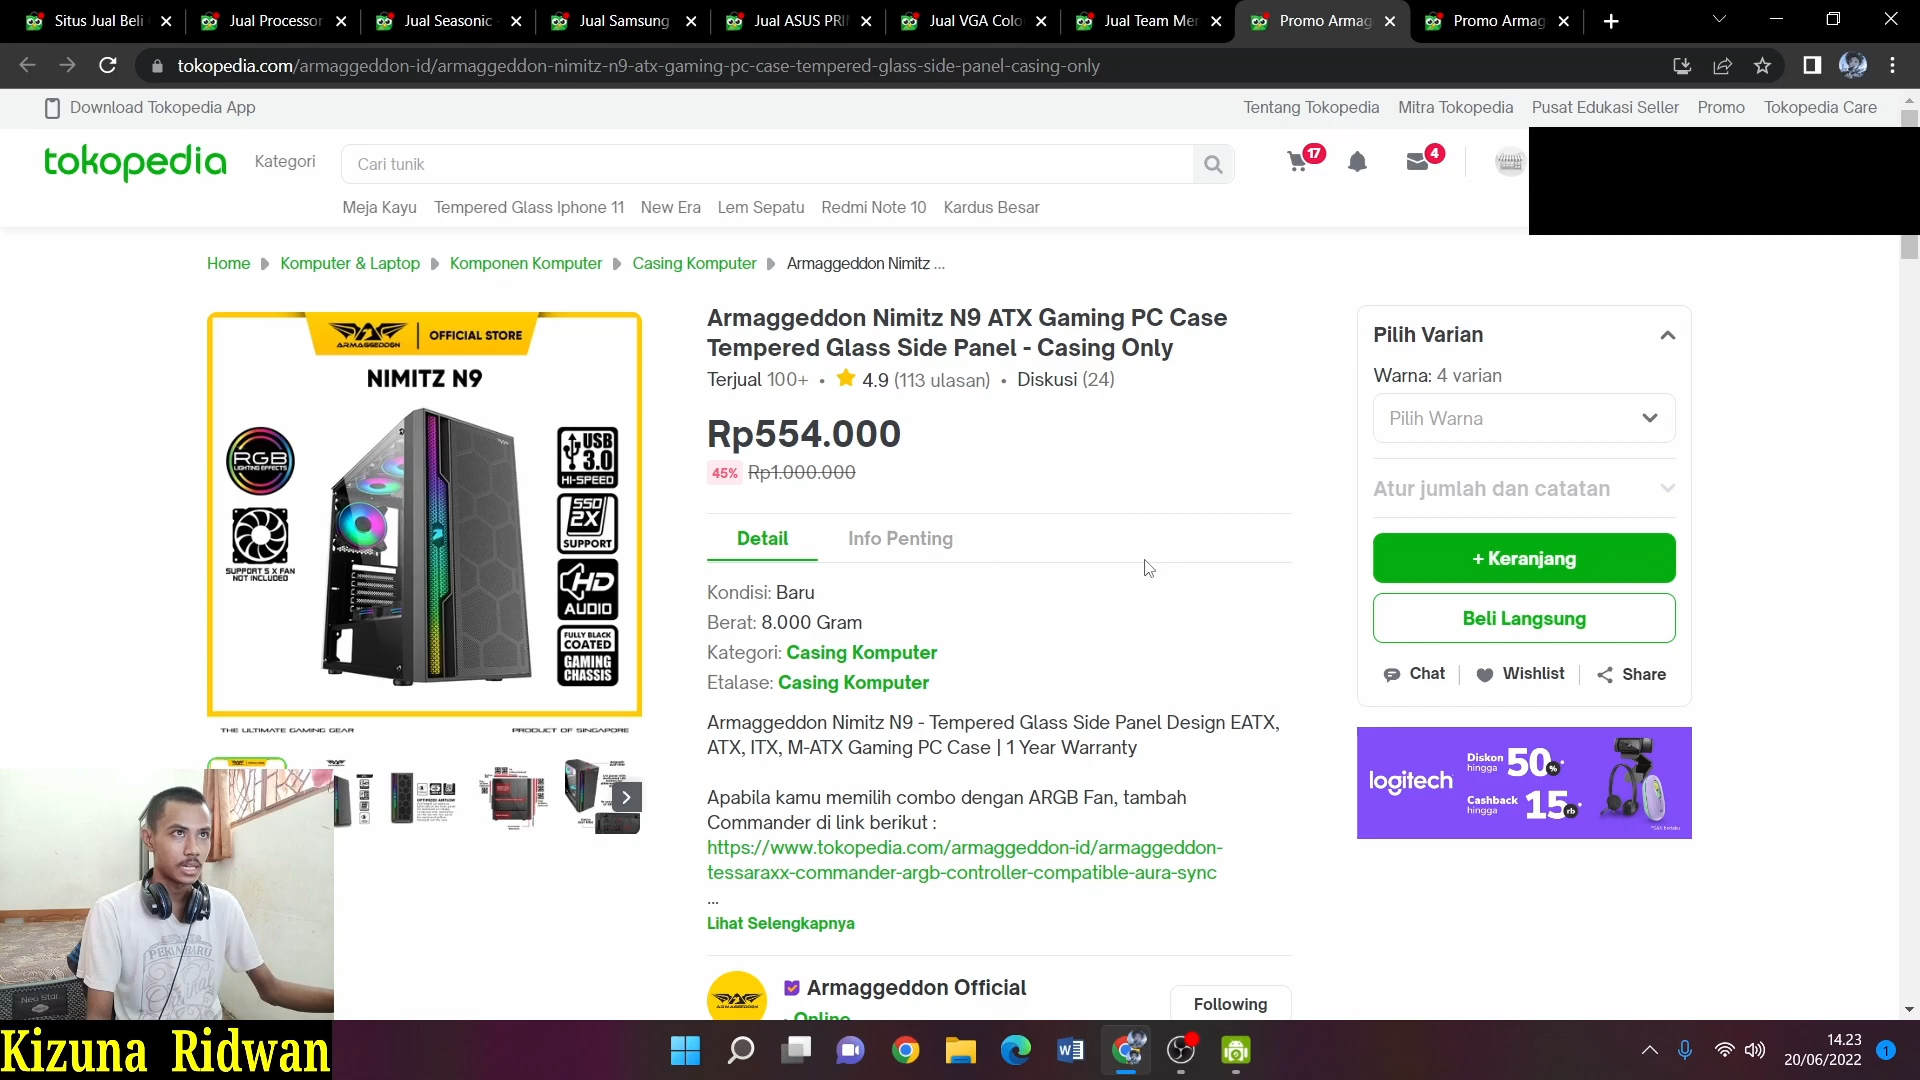 Situs Jual Beli
Jual Processor
Jual Seasonic
Jual Samsung
Jual ASUS PRI
Jual VGA Colo
Jual Team Mer
Promo Armag
Promo Armag
tokopedia.com/armaggeddon-id/armaggeddon-nimitz-n9-atx-gaming-pc-case-tempered-glass-side-panel-casing-only
Download Tokopedia App
Tentang Tokopedia
Mitra Tokopedia
Pusat Edukasi Seller
Promo
Tokopedia Care
tokopedia
Kategori
Cari tunik
17
4
Meja Kayu
Tempered Glass Iphone 11
New Era
Lem Sepatu
Redmi Note 10
Kardus Besar
Home
Komputer & Laptop
Komponen Komputer
Casing Komputer
Armaggeddon Nimitz ...
ARMAGGEDDON
OFFICIAL STORE
NIMITZ N9
RGB
LIGHTING EFFECTS
SUPPORT 5 X FAN
NOT INCLUDED
USB
3.0
HI-SPEED
SSD
2X
SUPPORT
HD
AUDIO
FULLY BLACK
COATED
GAMING
CHASSIS
THE ULTIMATE GAMING GEAR
PRODUCT OF SINGAPORE
Armaggeddon Nimitz N9 ATX Gaming PC Case
Tempered Glass Side Panel - Casing Only
Terjual 100+ • 4.9 (113 ulasan) • Diskusi (24)
Rp554.000
45% Rp1.000.000
Detail
Info Penting
Kondisi: Baru
Berat: 8.000 Gram
Kategori: Casing Komputer
Etalase: Casing Komputer
Armaggeddon Nimitz N9 - Tempered Glass Side Panel Design EATX,
ATX, ITX, M-ATX Gaming PC Case | 1 Year Warranty
Apabila kamu memilih combo dengan ARGB Fan, tambah
Commander di link berikut :
https://www.tokopedia.com/armaggeddon-id/armaggeddon-
tessaraxx-commander-argb-controller-compatible-aura-sync
...
Lihat Selengkapnya
Armaggeddon Official
Online
Following
Pilih Varian
Warna: 4 varian
Pilih Warna
Atur jumlah dan catatan
+ Keranjang
Beli Langsung
Chat
Wishlist
Share
logitech
Diskon
hingga
50%
Cashback
hingga
15rb
PEKANBARU
Neo Star
Kizuna Ridwan
14.23
20/06/2022
1